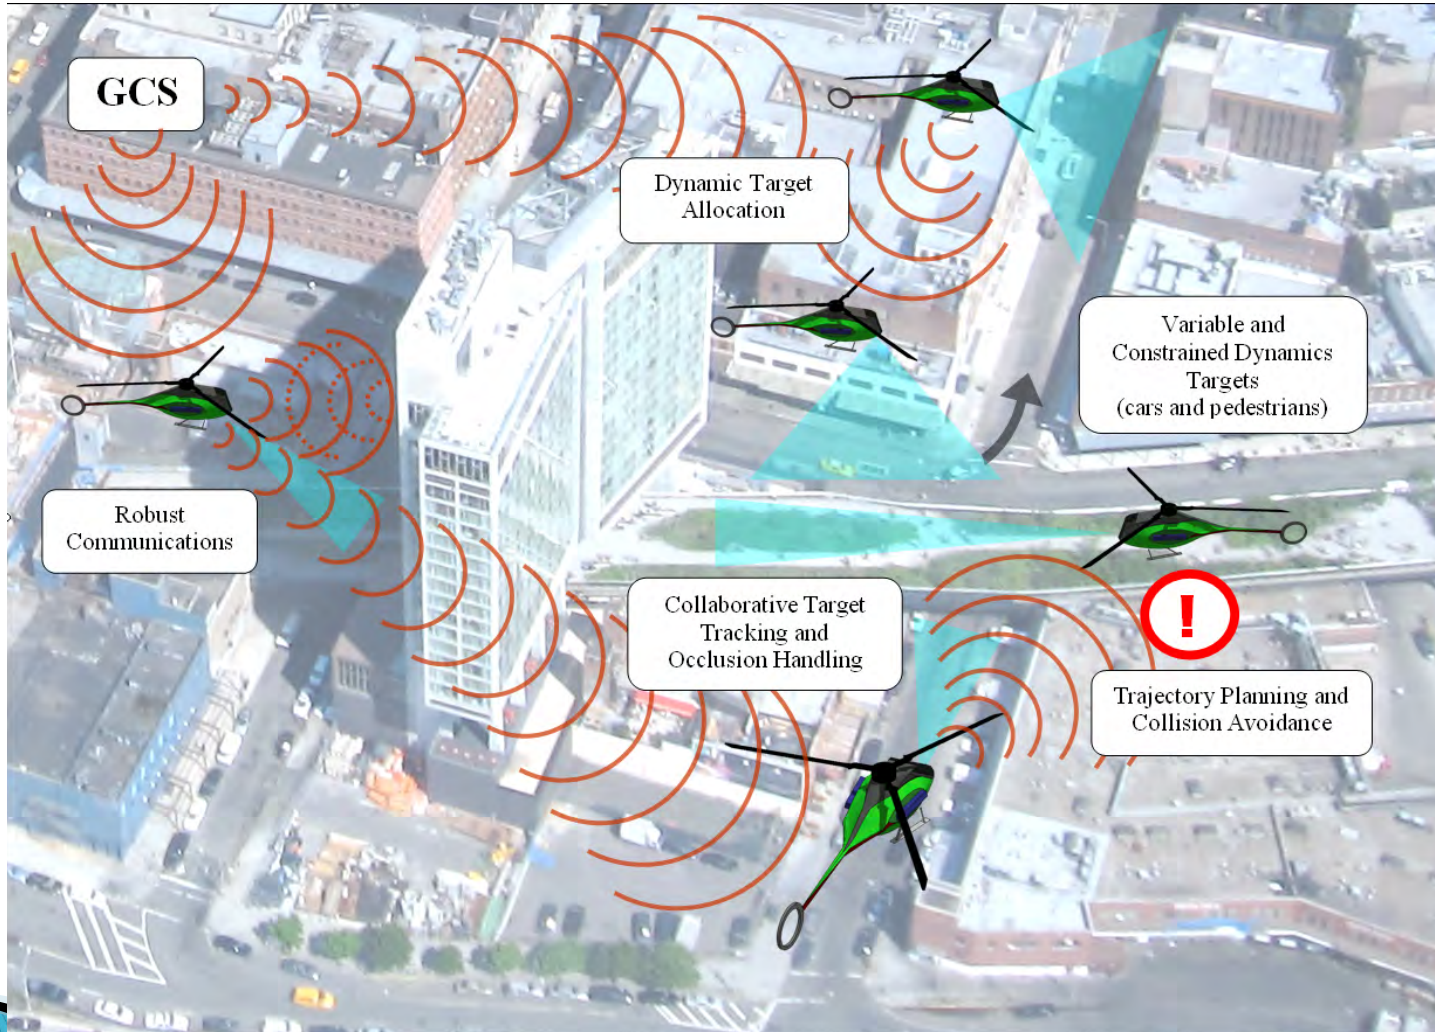 GCS
Dynamic Target
Allocation
Variable and
Constrained Dynamics
Targets
(cars and pedestrians)
Robust
Communications
Collaborative Target
Tracking and
Occlusion Handling
!
Trajectory Planning and
Collision Avoidance